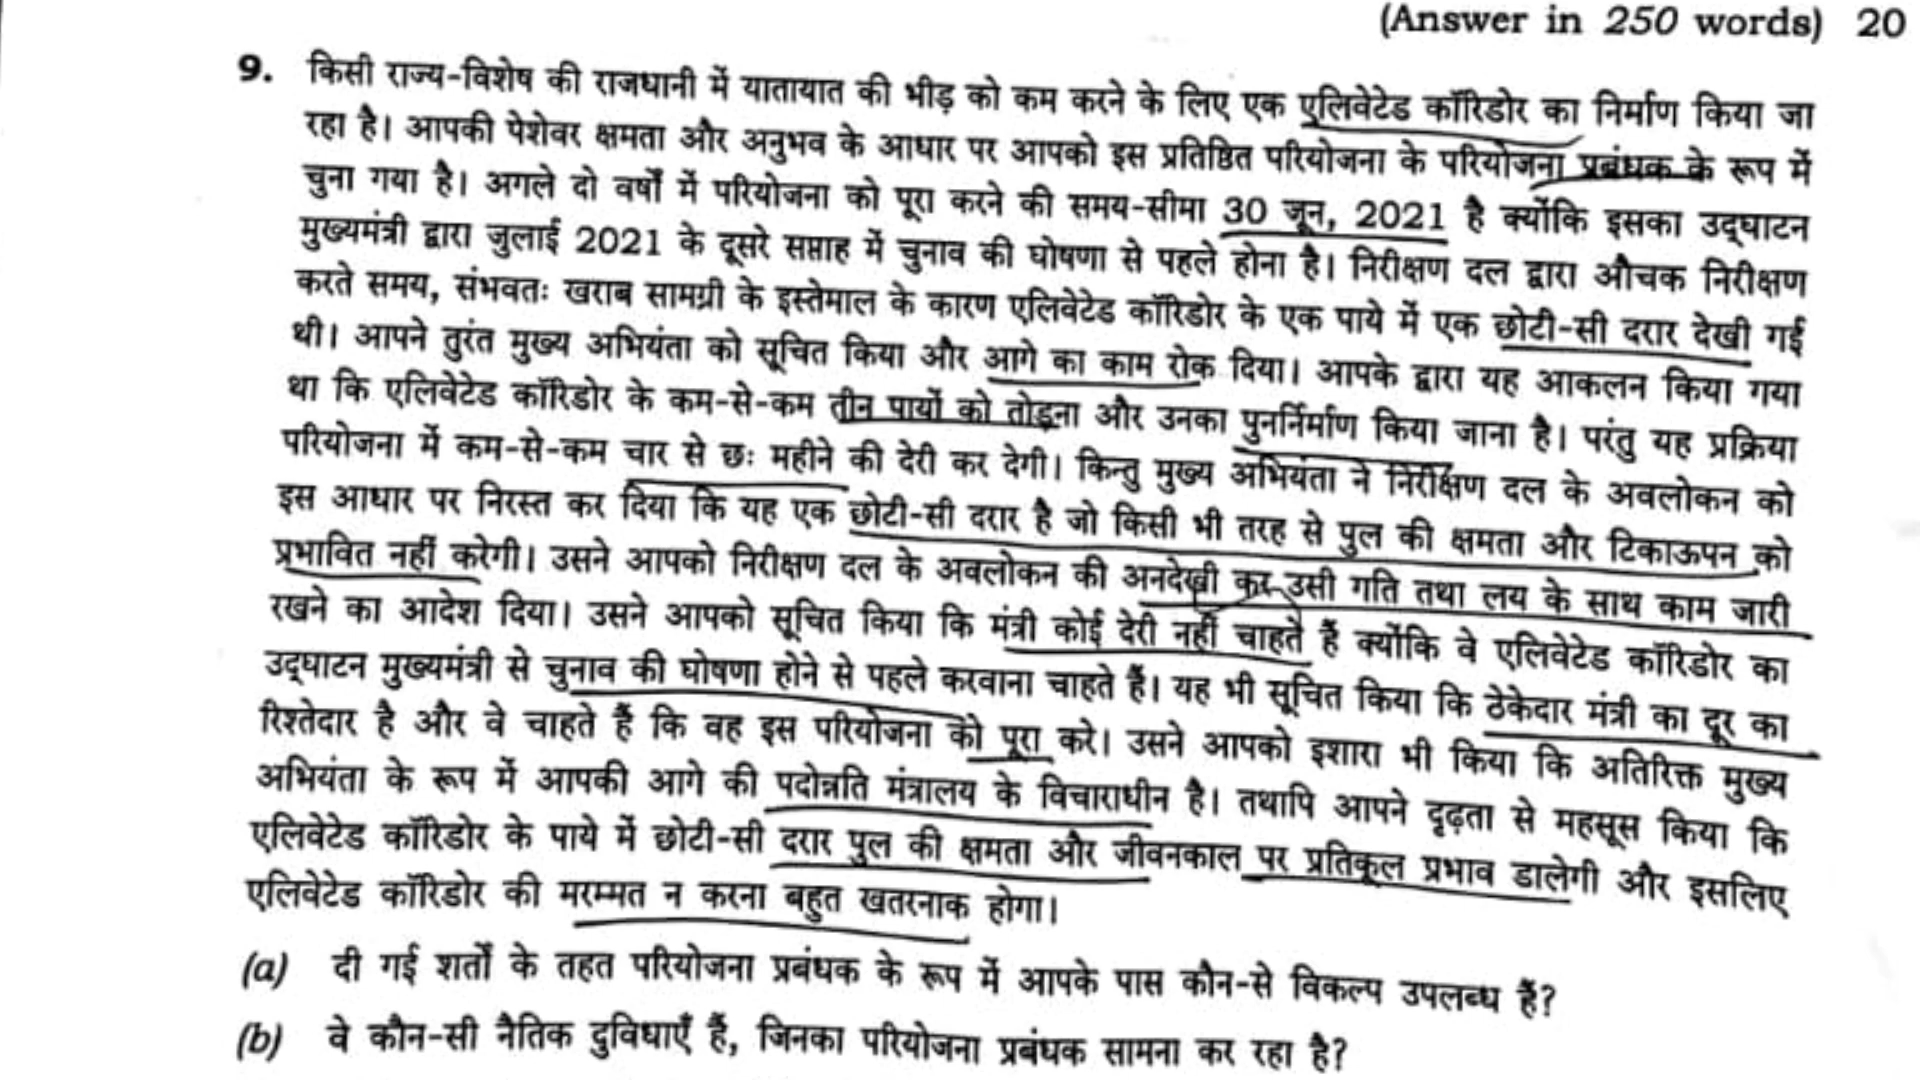 (Answer in 250 words) 20
9. किसी राज्य-विशेष की राजधानी में यातायात की भीड़ को कम करने के लिए एक एलिवेटेड कॉरिडोर का निर्माण किया जा
रहा है। आपकी पेशेवर क्षमता और अनुभव के आधार पर आपको इस प्रतिष्ठित परियोजना के परियोजना प्रबंधक के रूप में
चुना गया है। अगले दो वर्षों में परियोजना को पूरा करने की समय-सीमा 30 जून, 2021 है क्योंकि इसका उद्घाटन
मुख्यमंत्री द्वारा जुलाई 2021 के दूसरे सप्ताह में चुनाव की घोषणा से पहले होना है। निरीक्षण दल द्वारा औचक निरीक्षण
करते समय, संभवतः खराब सामग्री के इस्तेमाल के कारण एलिवेटेड कॉरिडोर के एक पाये में एक छोटी-सी दरार देखी गई
थी। आपने तुरंत मुख्य अभियंता को सूचित किया और आगे का काम रोक दिया। आपके द्वारा यह आकलन किया गया
था कि एलिवेटेड कॉरिडोर के कम-से-कम तीन पायों को तोड़ना और उनका पुनर्निर्माण किया जाना है। परंतु यह प्रक्रिया
परियोजना में कम-से-कम चार से छः महीने की देरी कर देगी। किन्तु मुख्य अभियंता ने निरीक्षण दल के अवलोकन को
इस आधार पर निरस्त कर दिया कि यह एक छोटी-सी दरार है जो किसी भी तरह से पुल की क्षमता और टिकाऊपन को
प्रभावित नहीं करेगी। उसने आपको निरीक्षण दल के अवलोकन की अनदेखी कर उसी गति तथा लय के साथ काम जारी
रखने का आदेश दिया। उसने आपको सूचित किया कि मंत्री कोई देरी नहीं चाहते हैं क्योंकि वे एलिवेटेड कॉरिडोर का
उद्घाटन मुख्यमंत्री से चुनाव की घोषणा होने से पहले करवाना चाहते हैं। यह भी सूचित किया कि ठेकेदार मंत्री का दूर का
रिश्तेदार है और वे चाहते हैं कि वह इस परियोजना को पूरा करे। उसने आपको इशारा भी किया कि अतिरिक्त मुख्य
अभियंता के रूप में आपकी आगे की पदोन्नति मंत्रालय के विचाराधीन है। तथापि आपने दृढ़ता से महसूस किया कि
एलिवेटेड कॉरिडोर के पाये में छोटी-सी दरार पुल की क्षमता और जीवनकाल पर प्रतिकूल प्रभाव डालेगी और इसलिए
एलिवेटेड कॉरिडोर की मरम्मत न करना बहुत खतरनाक होगा।
(a) दी गई शर्तों के तहत परियोजना प्रबंधक के रूप में आपके पास कौन-से विकल्प उपलब्ध हैं?
(b) वे कौन-सी नैतिक दुविधाएँ हैं, जिनका परियोजना प्रबंधक सामना कर रहा है?